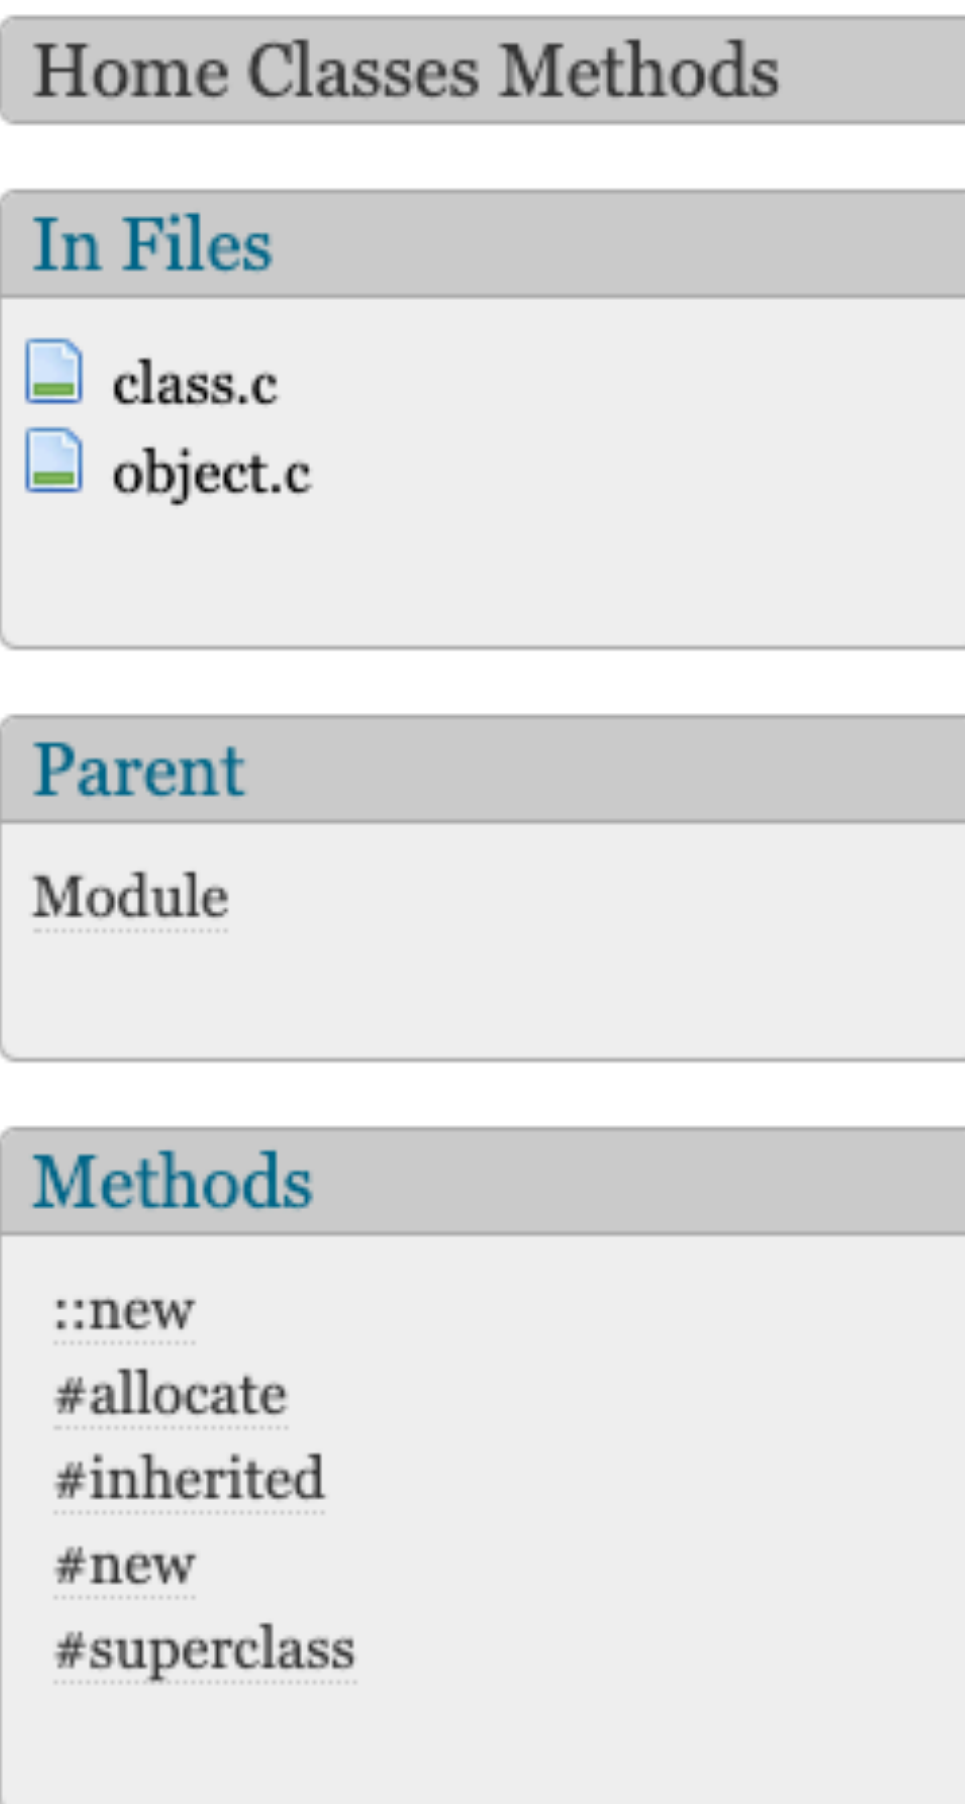 Home Classes Methods
In Files
class.c
object.c
Parent
Module
Methods
::new
#allocate
#inherited
#new
#superclass